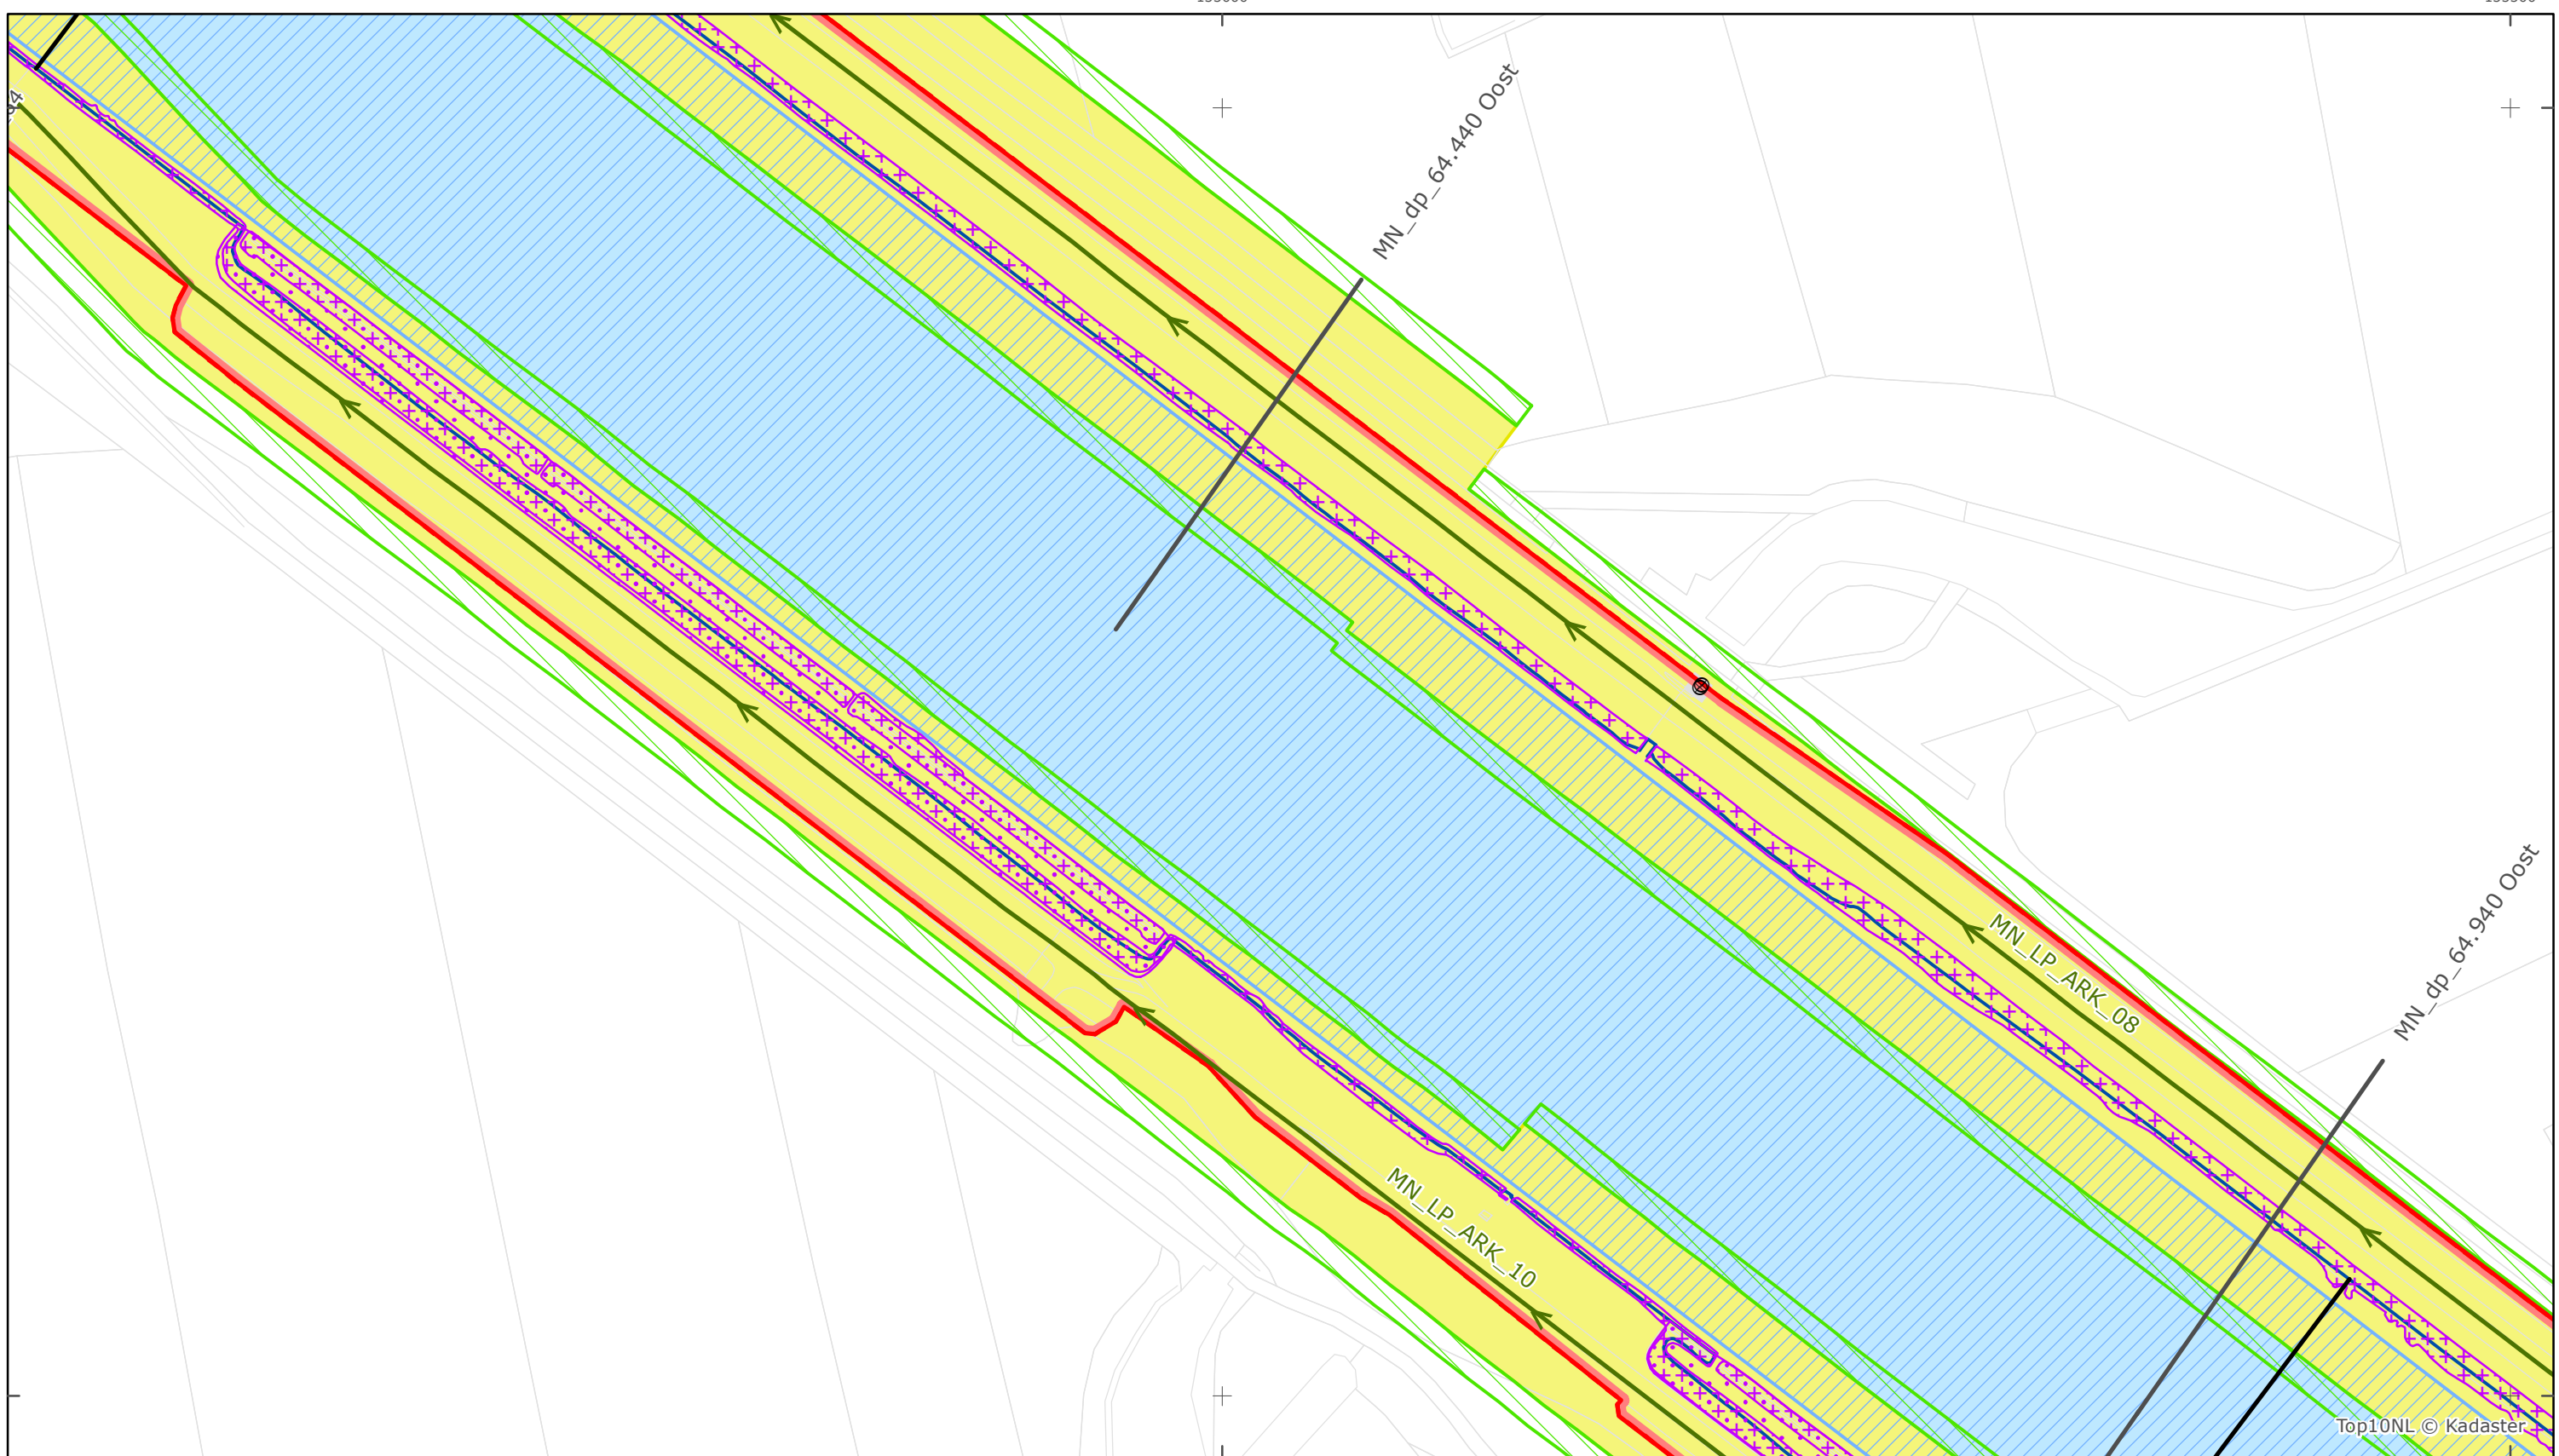 MN_dp_64.440 Oost
MN_dp_64.940 Oost
MN_LP_ARK_08
MN_LP_ARK_10
Top10NL © Kadaster